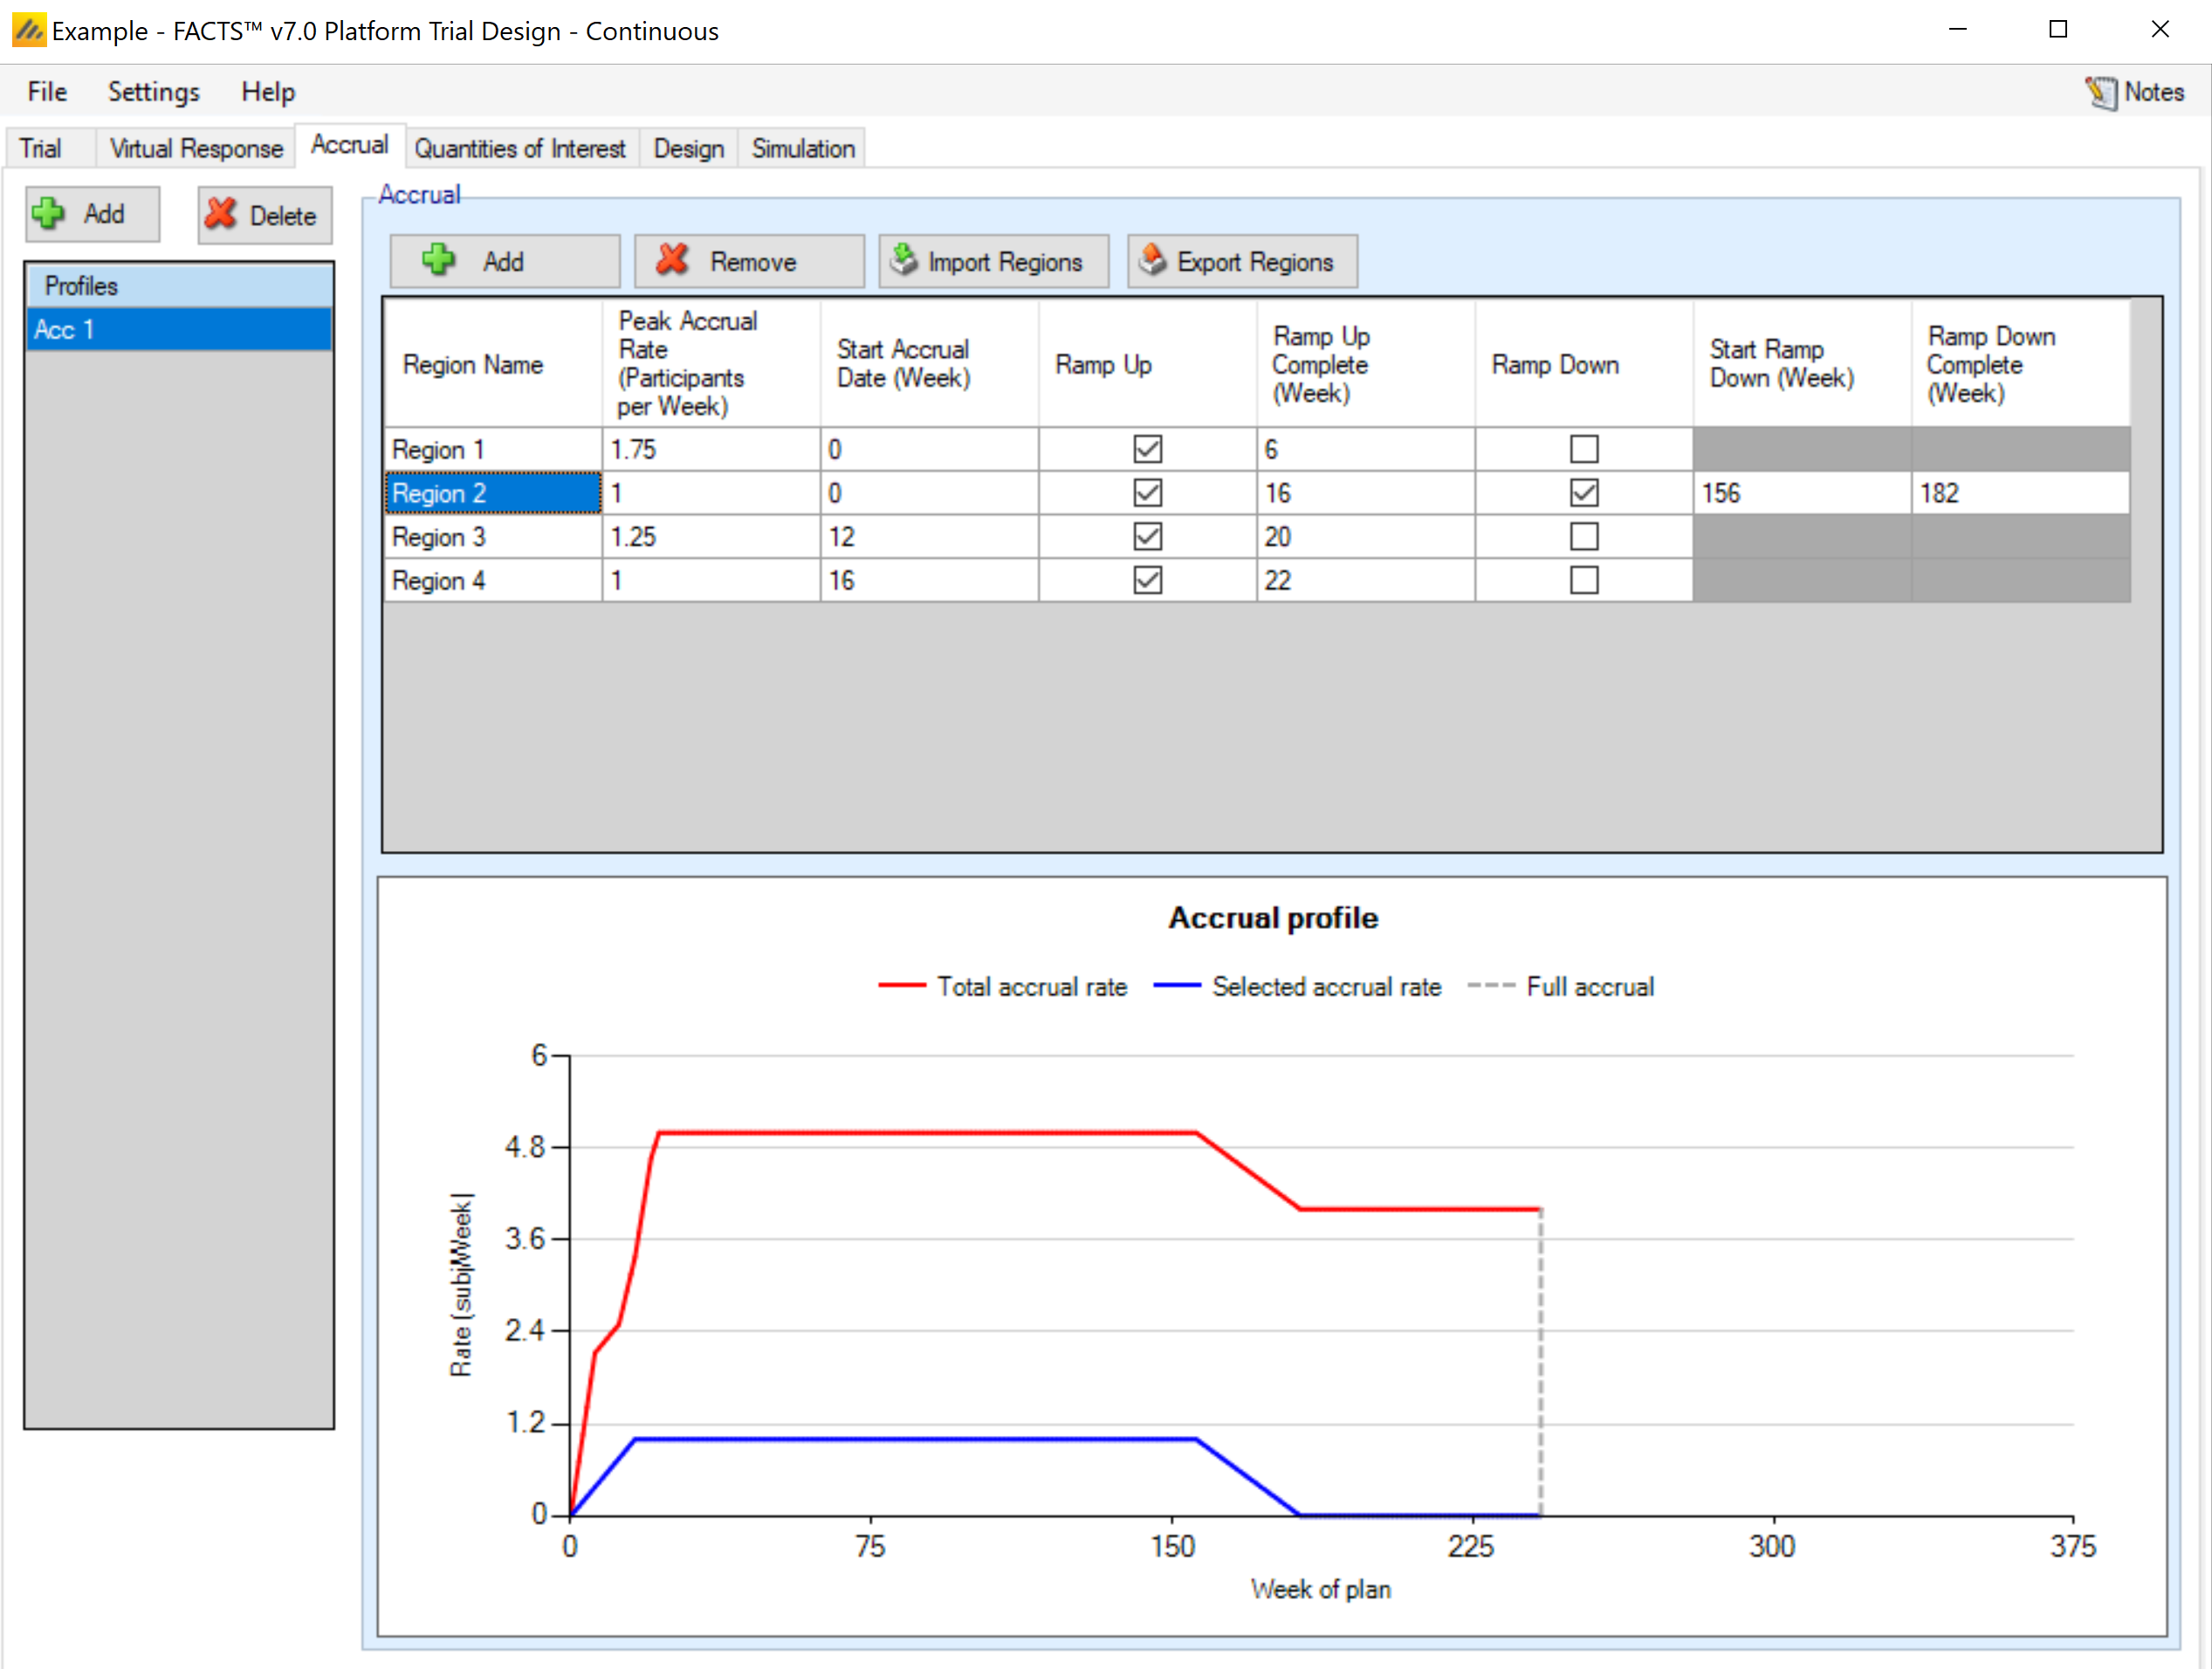 Example - FACTS™ v7.0 Platform Trial Design - Continuous
File Settings Help Notes
Trial Virtual Response Accrual Quantities of Interest Design Simulation
Add Delete
Profiles
Acc 1
Accrual
Add Remove Import Regions Export Regions
Region Name
Peak Accrual
Rate
(Participants
per Week)
Start Accrual
Date (Week)
Ramp Up
Ramp Up
Complete
(Week)
Ramp Down
Start Ramp
Down (Week)
Ramp Down
Complete
(Week)
Region 1 1.75 0 6
Region 2 1 0 16 156 182
Region 3 1.25 12 20
Region 4 1 16 22
Accrual profile
Total accrual rate Selected accrual rate Full accrual
6
4.8
3.6
2.4
1.2
0
Rate (subj/Week)
0 75 150 225 300 375
Week of plan